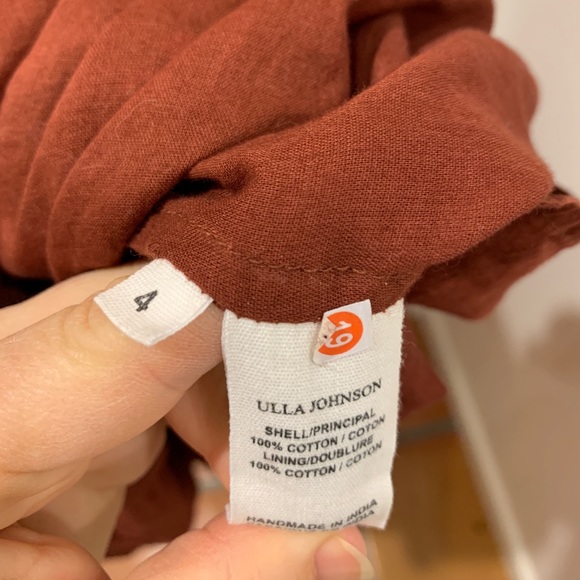 4
19
ULLA JOHNSON
SHELL/PRINCIPAL
100% COTTON / COTON
LINING/DOUBLURE
100% COTTON / COTON
HANDMADE IN INDIA